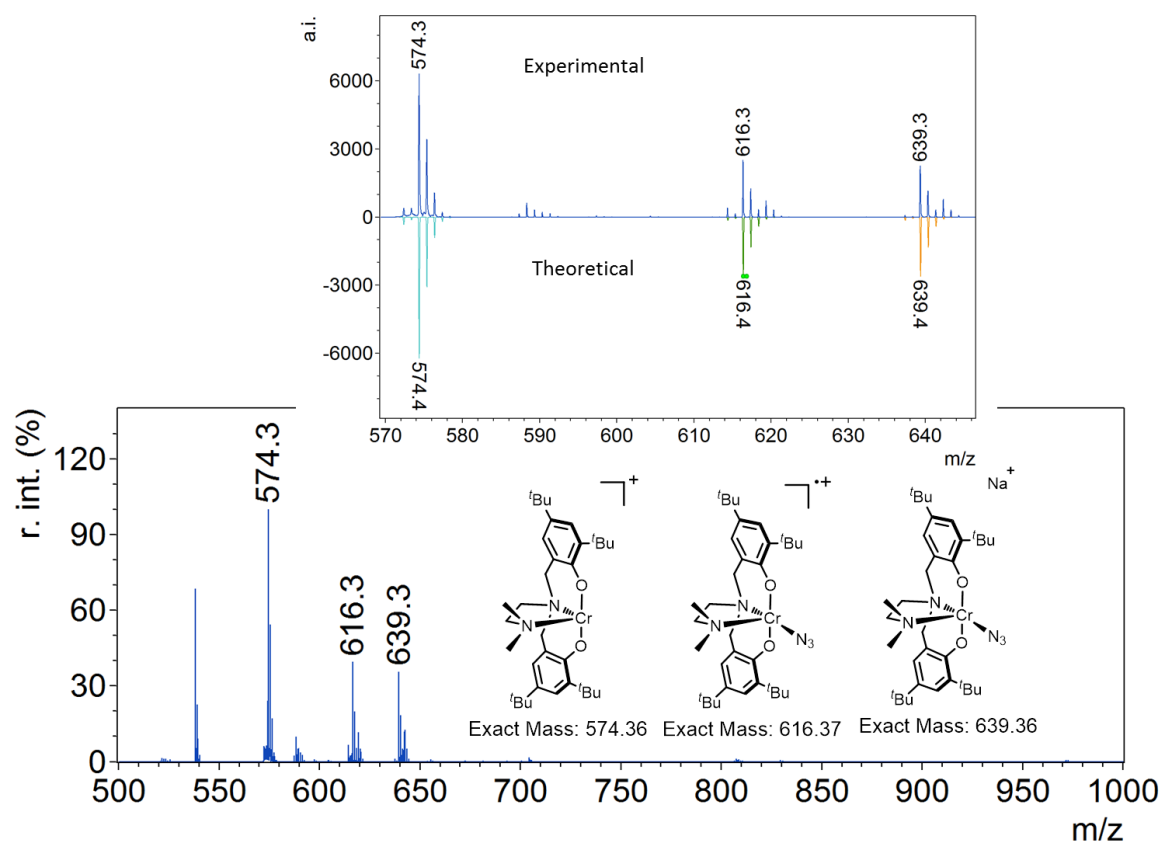 a.i.
574.3
Experimental
616.3
639.3
6000
3000
0
-3000
-6000
Theoretical
574.4
616.4
639.4
570 580 590 600 610 620 630 640
m/z
r. int. (%)
120
90
60
30
0
574.3
616.3
639.3
+
•+
Na+
tBu
tBu
O
N
Cr
N
O
tBu
tBu
Exact Mass: 574.36
tBu
tBu
O
N
Cr
N
N3
O
tBu
tBu
Exact Mass: 616.37
tBu
tBu
O
N
Cr
N
N3
O
tBu
tBu
Exact Mass: 639.36
500 550 600 650 700 750 800 850 900 950 1000
m/z